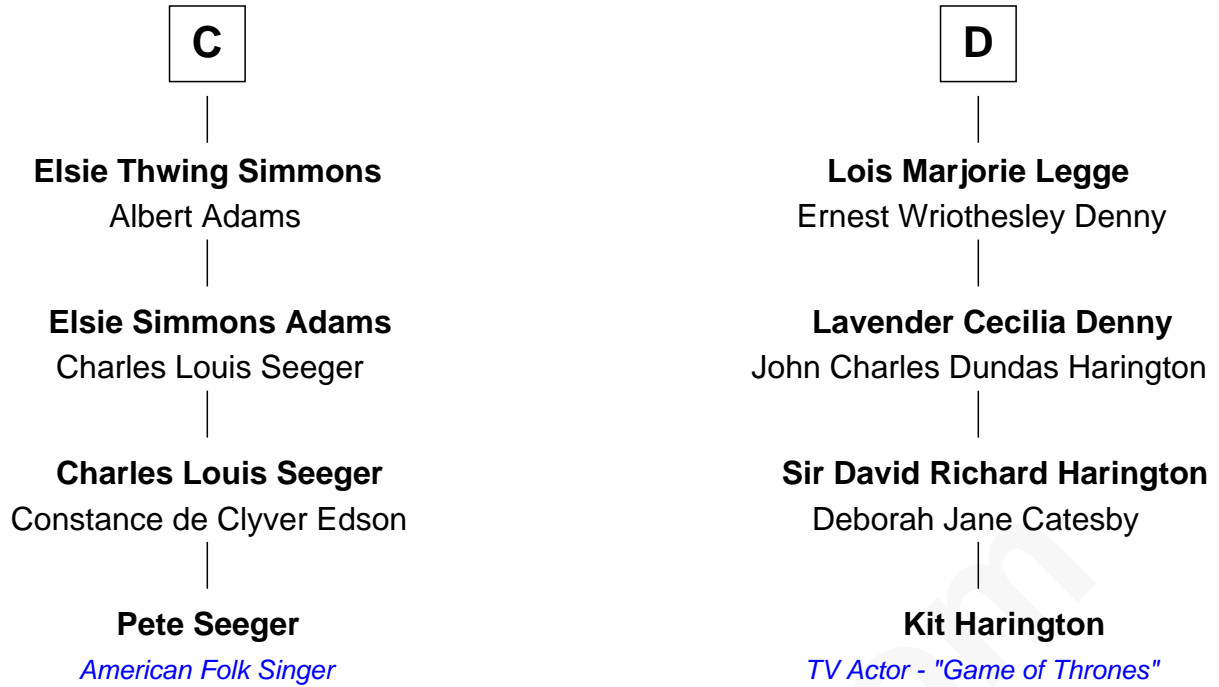 C
Elsie Thwing Simmons
Albert Adams
Elsie Simmons Adams
Charles Louis Seeger
Charles Louis Seeger
Constance de Clyver Edson
Pete Seeger
American Folk Singer
D
Lois Marjorie Legge
Ernest Wriothesley Denny
Lavender Cecilia Denny
John Charles Dundas Harington
Sir David Richard Harington
Deborah Jane Catesby
Kit Harington
TV Actor - "Game of Thrones"